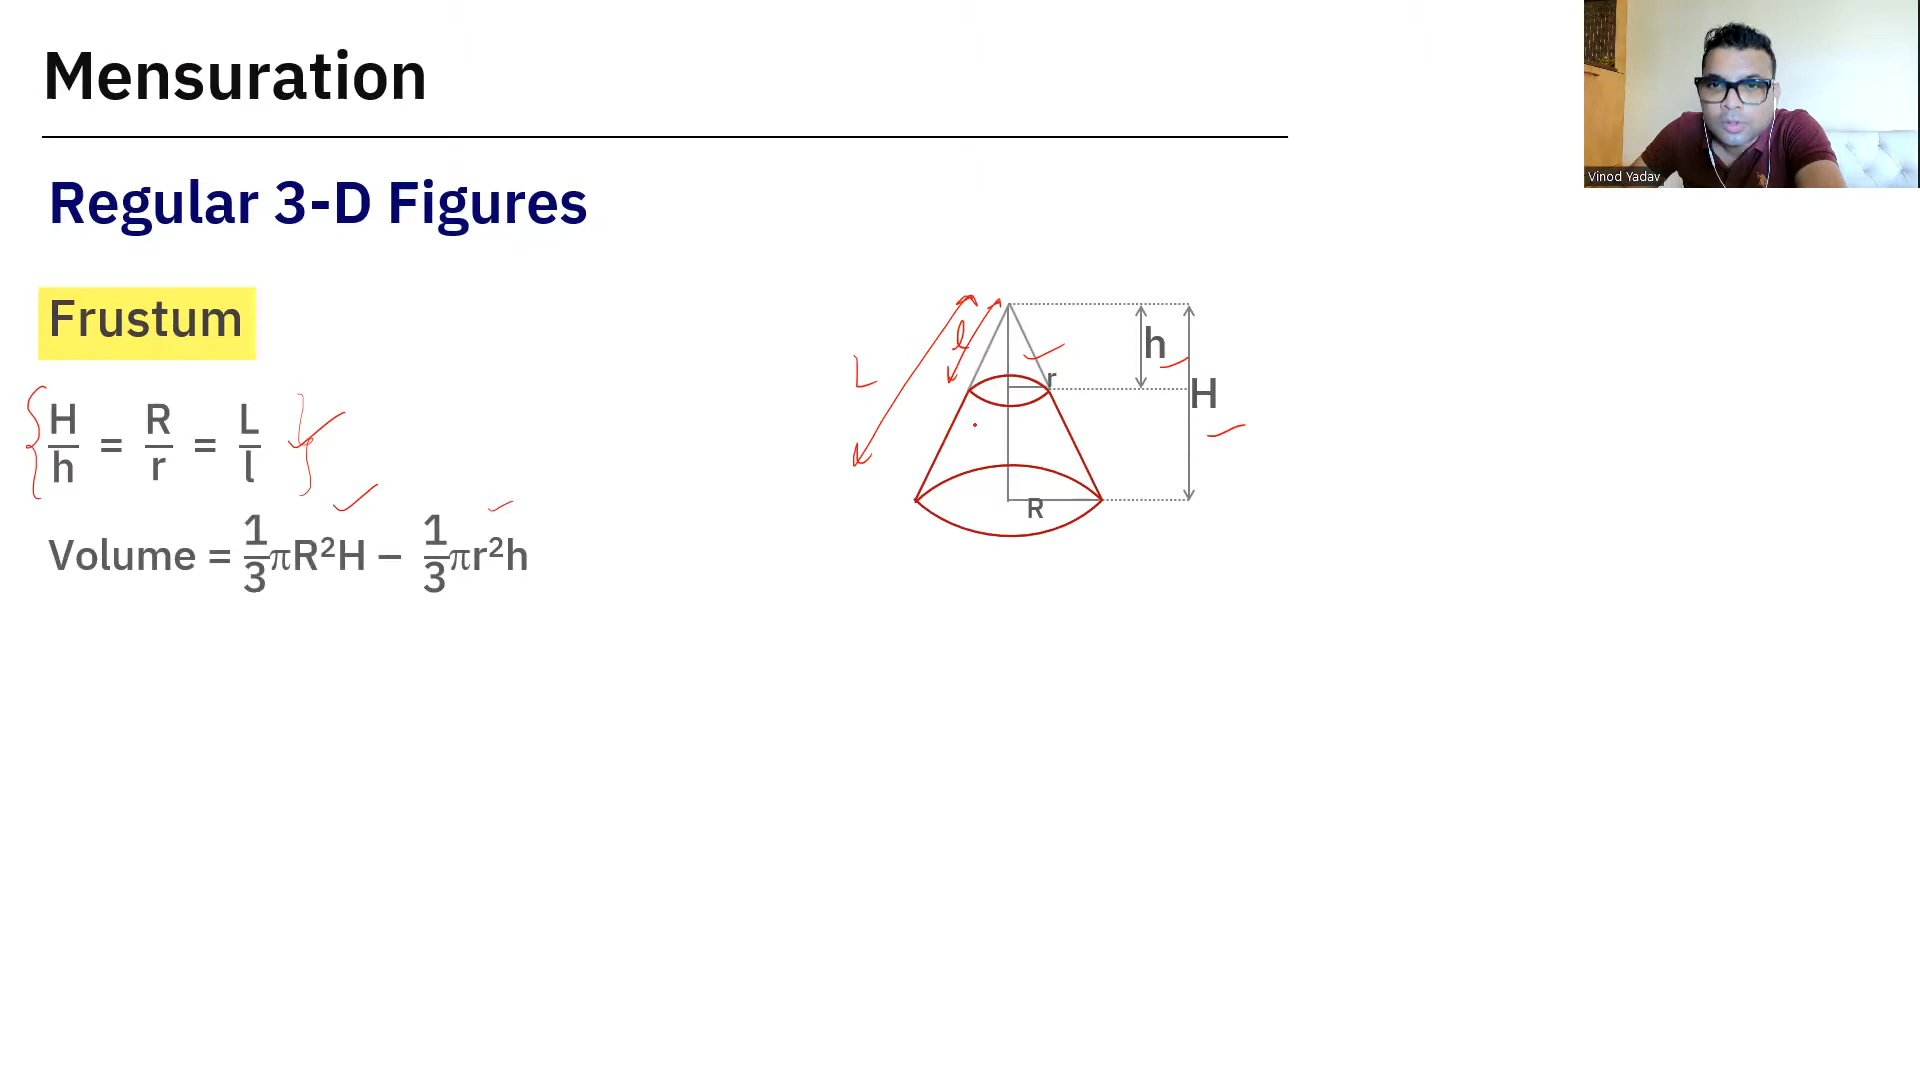 Mensuration
Regular 3-D Figures
Frustum
H/h = R/r = L/l
Volume = 1/3πR²H – 1/3πr²h
L
l
h
r
H
R
Vinod Yadav